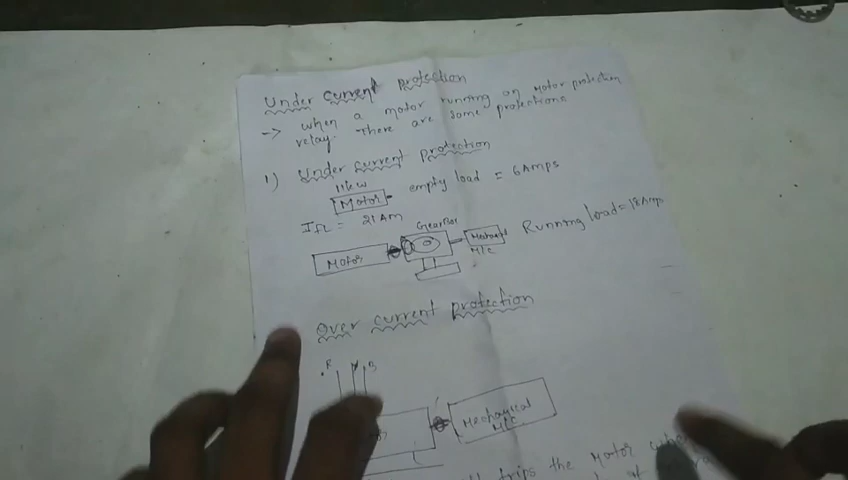 Under Current protection
-> When a motor running on Motor protection
relay. There are some protections
1) Under Current protection
11kw
Motor
empty load = 6Amps
IFL = 21Am
GearBox
Motor
M/C
Running load = 18Amps
Over current protection
R Y B
Mechanical
M/C
trips the Motor